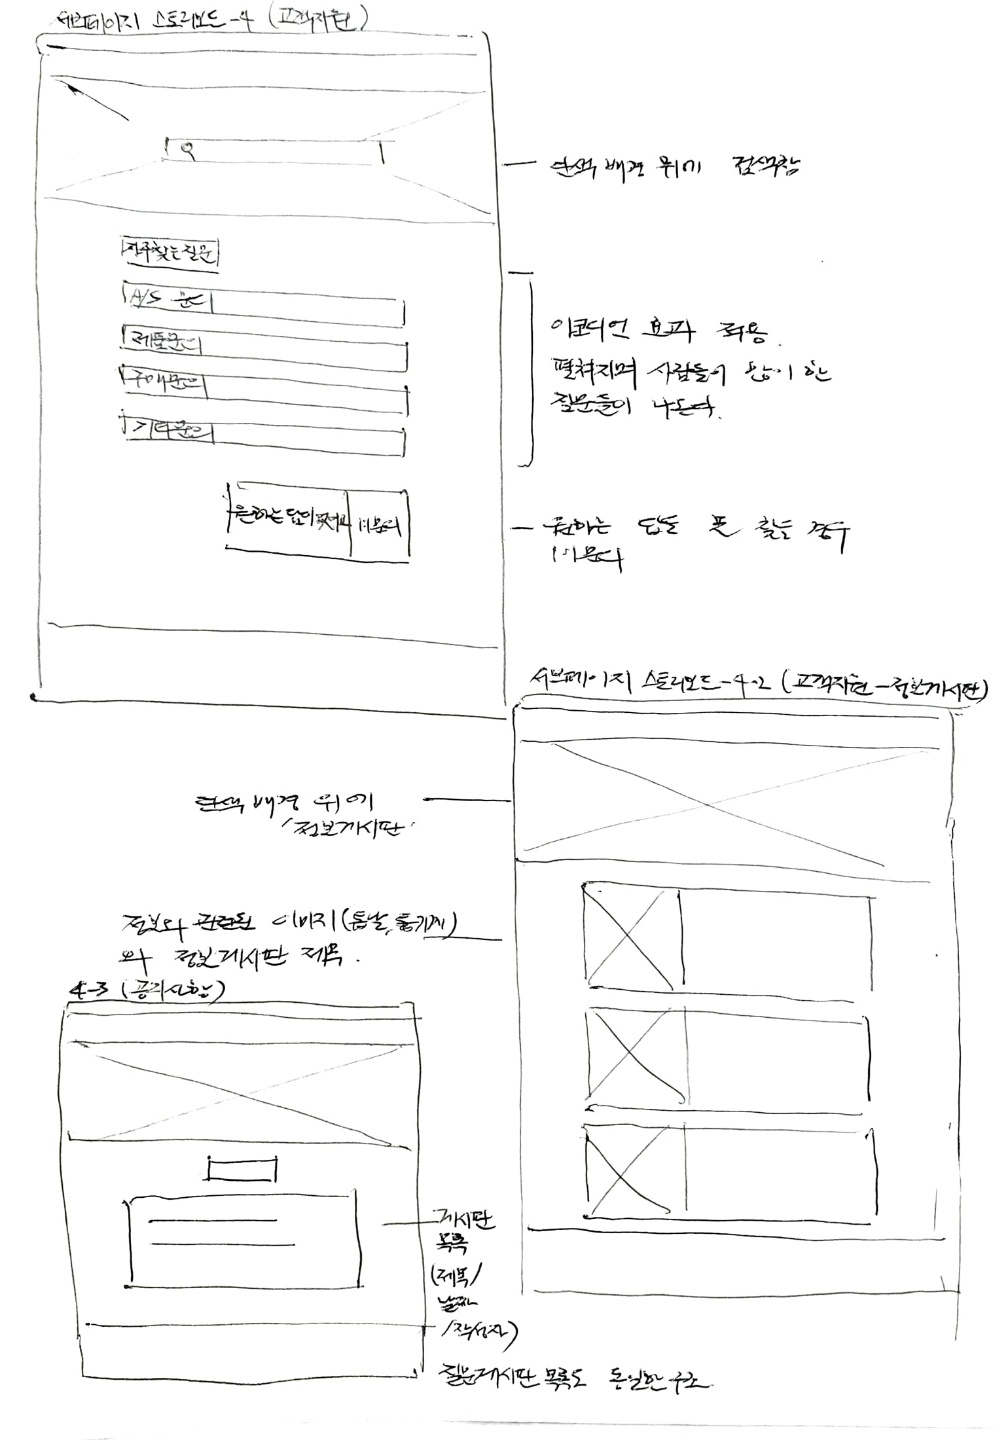 서브페이지 스토리보드-4 (고객지원)
단색 배경 위에 검색창
자주찾는질문
A/S 문의
제품문의
구매문의
기타문의
아코디언 효과 적용.
펼쳐지며 사람들이 많이 한
질문들이 나온다.
원하는 답이 없어요
1:1문의
원하는 답을 못 찾을 경우
1:1문의
서브페이지 스토리보드-4-2 (고객지원-정보게시판)
단색 배경 위에
'정보게시판'
정보와 관련된 이미지(톱날, 톱기계)
와 정보게시판 제목.
4-3 (공지사항)
게시판
목록
(제목/
날짜
/작성자)
질문게시판 목록도 동일한 구조